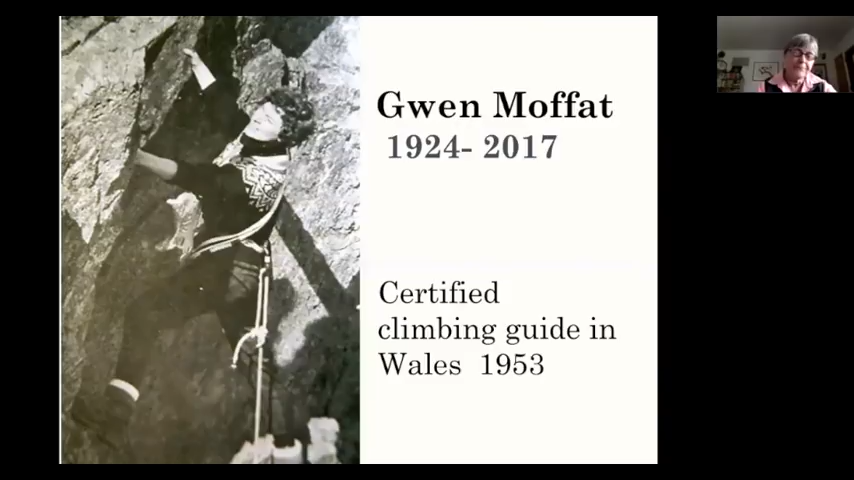 Gwen Moffat
1924- 2017
Certified
climbing guide in
Wales 1953